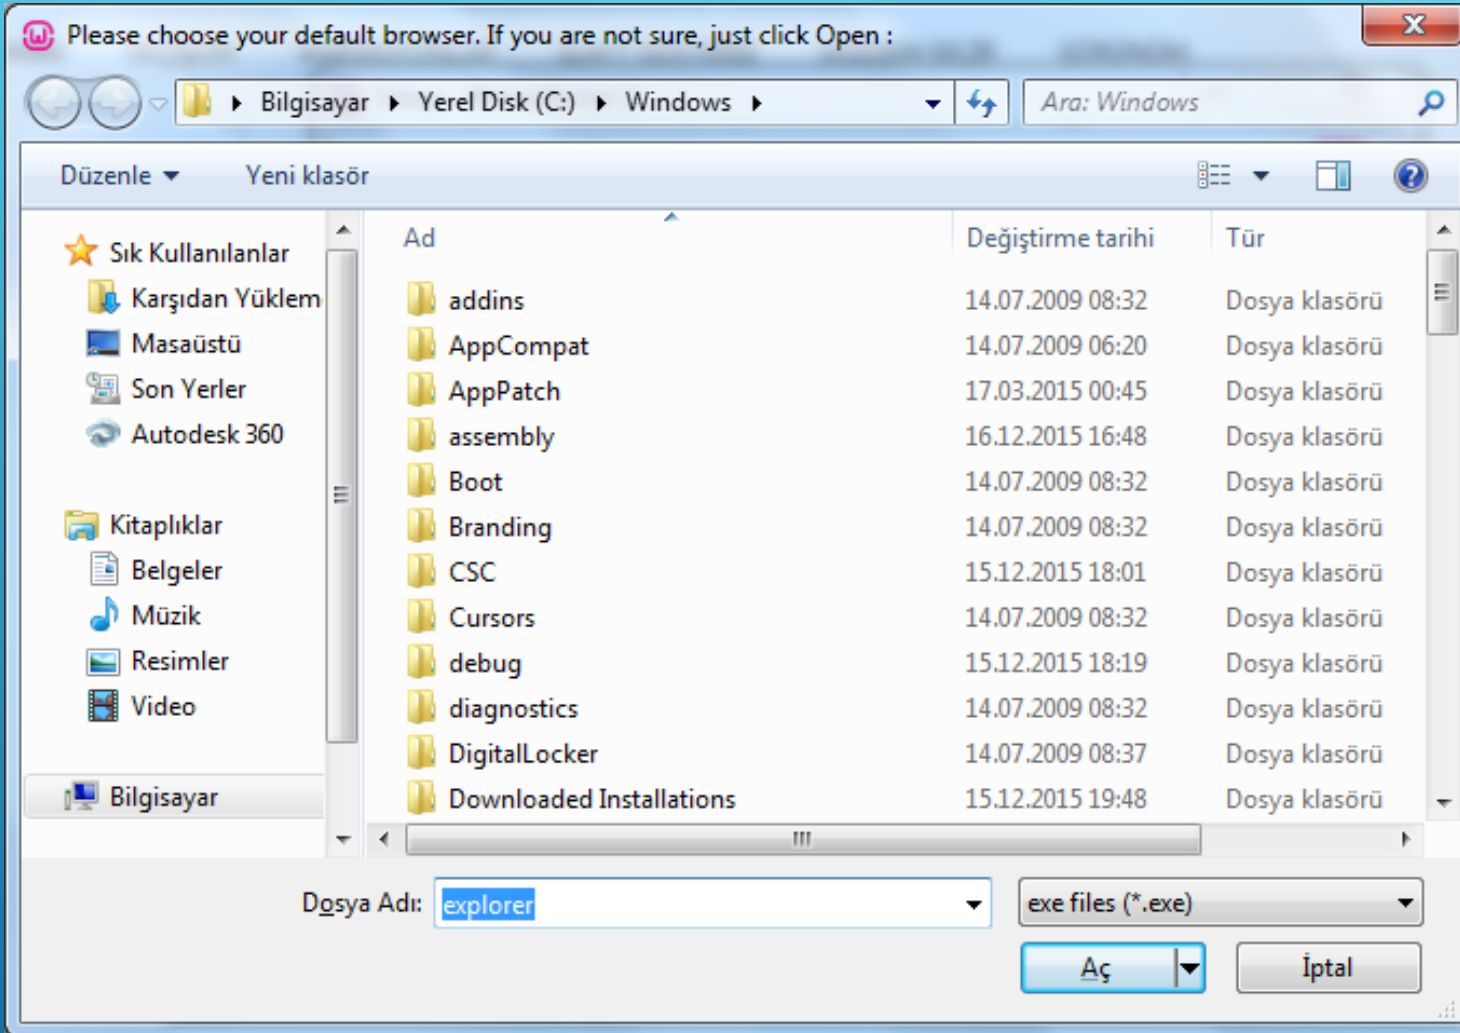 Please choose your default browser. If you are not sure, just click Open :
Bilgisayar Yerel Disk (C:) Windows
Ara: Windows
Düzenle Yeni klasör
Sık Kullanılanlar
Karşıdan Yüklem
Masaüstü
Son Yerler
Autodesk 360
Kitaplıklar
Belgeler
Müzik
Resimler
Video
Bilgisayar
Ad Değiştirme tarihi Tür
addins 14.07.2009 08:32 Dosya klasörü
AppCompat 14.07.2009 06:20 Dosya klasörü
AppPatch 17.03.2015 00:45 Dosya klasörü
assembly 16.12.2015 16:48 Dosya klasörü
Boot 14.07.2009 08:32 Dosya klasörü
Branding 14.07.2009 08:32 Dosya klasörü
CSC 15.12.2015 18:01 Dosya klasörü
Cursors 14.07.2009 08:32 Dosya klasörü
debug 15.12.2015 18:19 Dosya klasörü
diagnostics 14.07.2009 08:32 Dosya klasörü
DigitalLocker 14.07.2009 08:37 Dosya klasörü
Downloaded Installations 15.12.2015 19:48 Dosya klasörü
Dosya Adı: explorer exe files (*.exe)
Aç İptal